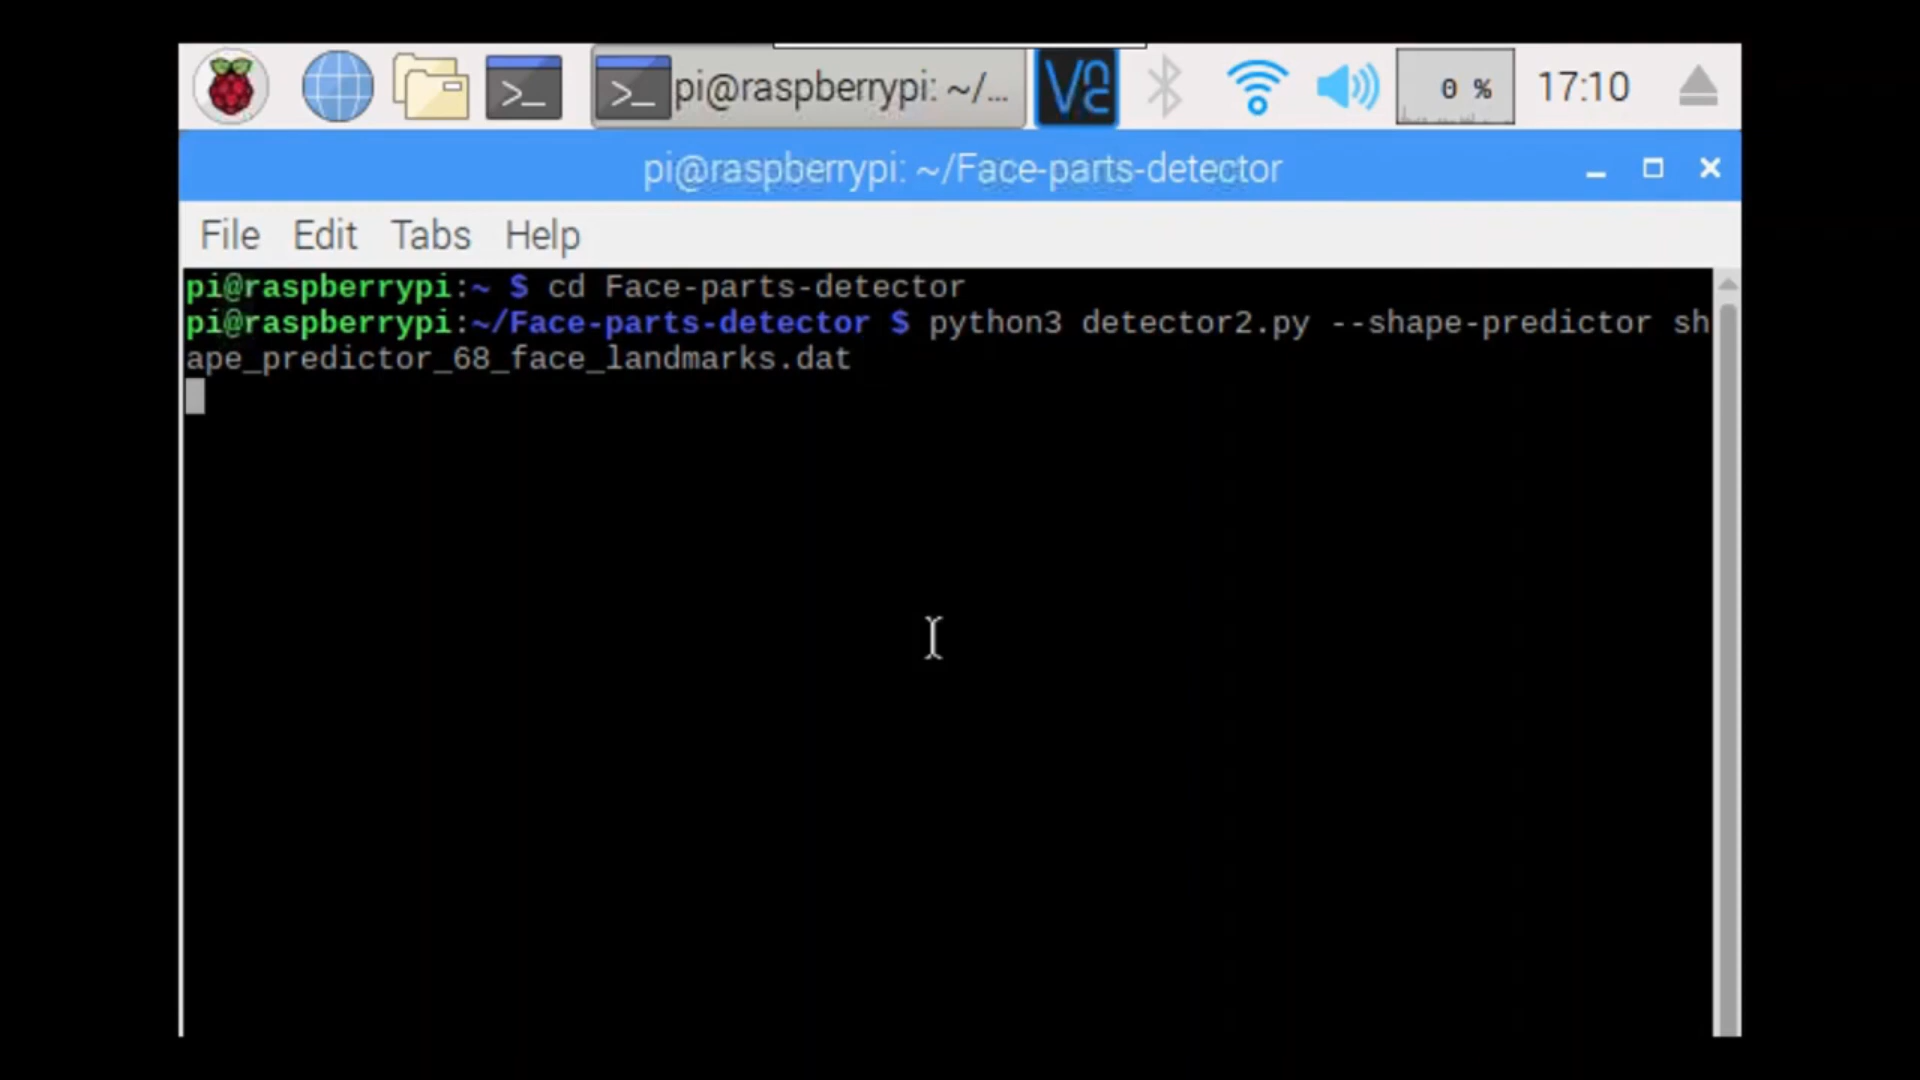 pi@raspberrypi: ~/...
VNC
0 %
17:10
pi@raspberrypi: ~/Face-parts-detector
File Edit Tabs Help
pi@raspberrypi:~ $ cd Face-parts-detector
pi@raspberrypi:~/Face-parts-detector $ python3 detector2.py --shape-predictor sh
ape_predictor_68_face_landmarks.dat